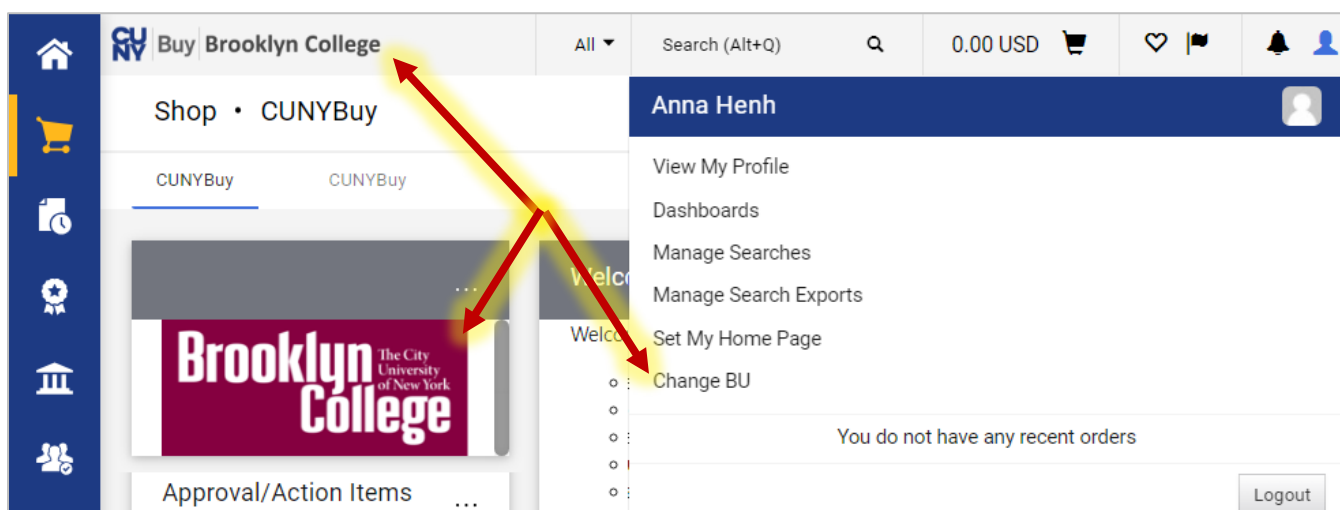 CU
NY Buy Brooklyn College
All
Search (Alt+Q)
0.00 USD
Shop • CUNYBuy
Anna Henh
CUNYBuy CUNYBuy
View My Profile
Dashboards
Manage Searches
Manage Search Exports
Set My Home Page
Change BU
You do not have any recent orders
Logout
...
Brooklyn College
The City
University
of New York
Approval/Action Items
...